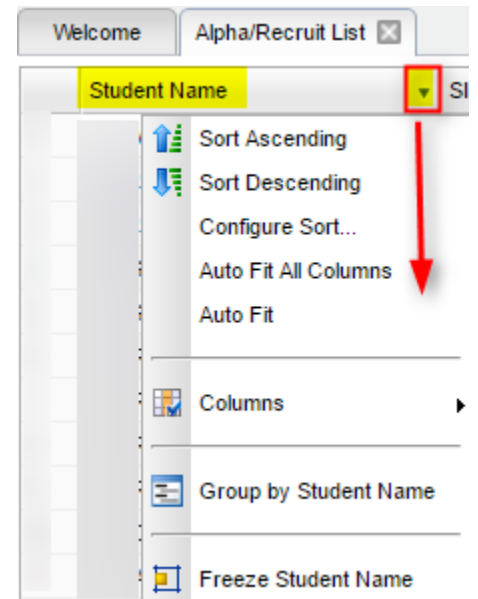 Welcome
Alpha/Recruit List
Student Name
Sort Ascending
Sort Descending
Configure Sort...
Auto Fit All Columns
Auto Fit
Columns
Group by Student Name
Freeze Student Name